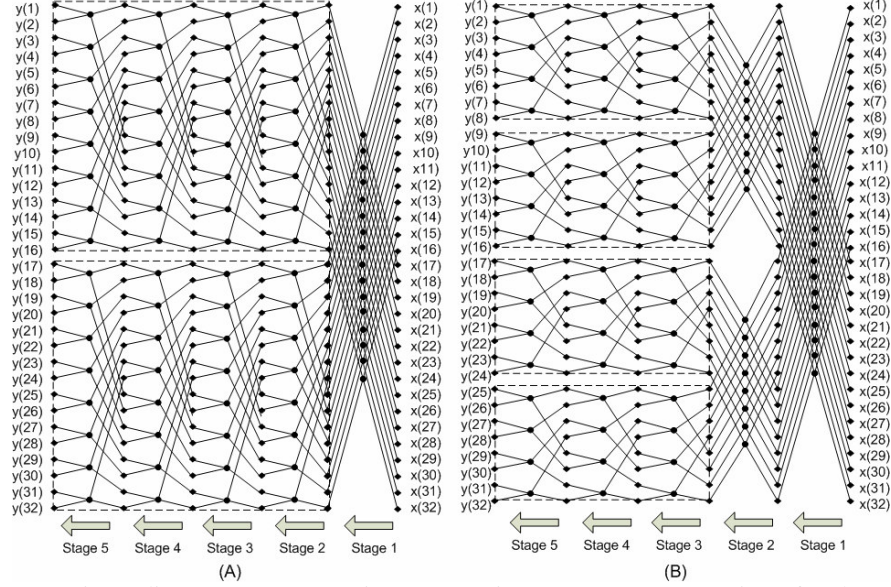 y(1) x(1) y(1) x(1)
y(2) x(2) y(2) x(2)
y(3) x(3) y(3) x(3)
y(4) x(4) y(4) x(4)
y(5) x(5) y(5) x(5)
y(6) x(6) y(6) x(6)
y(7) x(7) y(7) x(7)
y(8) x(8) y(8) x(8)
y(9) x(9) y(9) x(9)
y10) x10) y10) x10)
y(11) x11) y(11) x11)
y(12) x(12) y(12) x(12)
y(13) x(13) y(13) x(13)
y(14) x(14) y(14) x(14)
y(15) x(15) y(15) x(15)
y(16) x(16) y(16) x(16)
y(17) x(17) y(17) x(17)
y(18) x(18) y(18) x(18)
y(19) x(19) y(19) x(19)
y(20) x(20) y(20) x(20)
y(21) x(21) y(21) x(21)
y(22) x(22) y(22) x(22)
y(23) x(23) y(23) x(23)
y(24) x(24) y(24) x(24)
y(25) x(25) y(25) x(25)
y(26) x(26) y(26) x(26)
y(27) x(27) y(27) x(27)
y(28) x(28) y(28) x(28)
y(29) x(29) y(29) x(29)
y(30) x(30) y(30) x(30)
y(31) x(31) y(31) x(31)
y(32) x(32) y(32) x(32)
Stage 5 Stage 4 Stage 3 Stage 2 Stage 1 Stage 5 Stage 4 Stage 3 Stage 2 Stage 1
(A) (B)